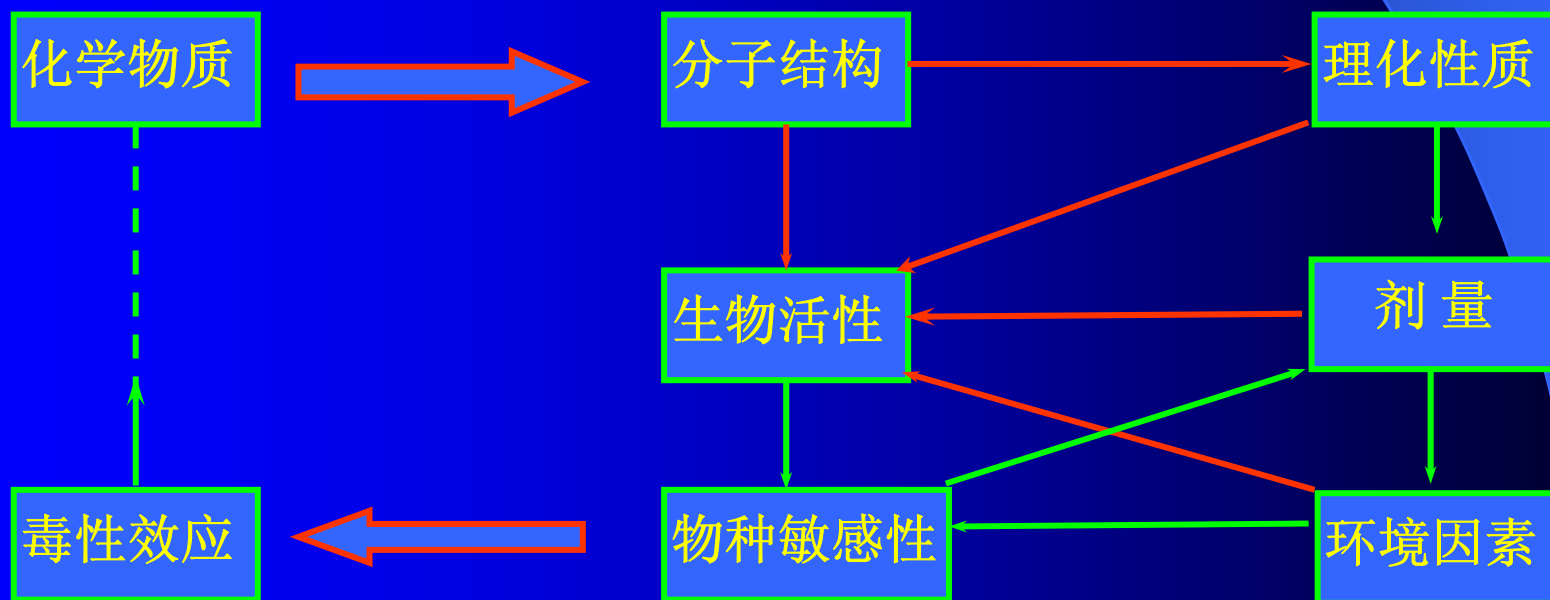 化学物质
分子结构
理化性质
生物活性
剂 量
毒性效应
物种敏感性
环境因素